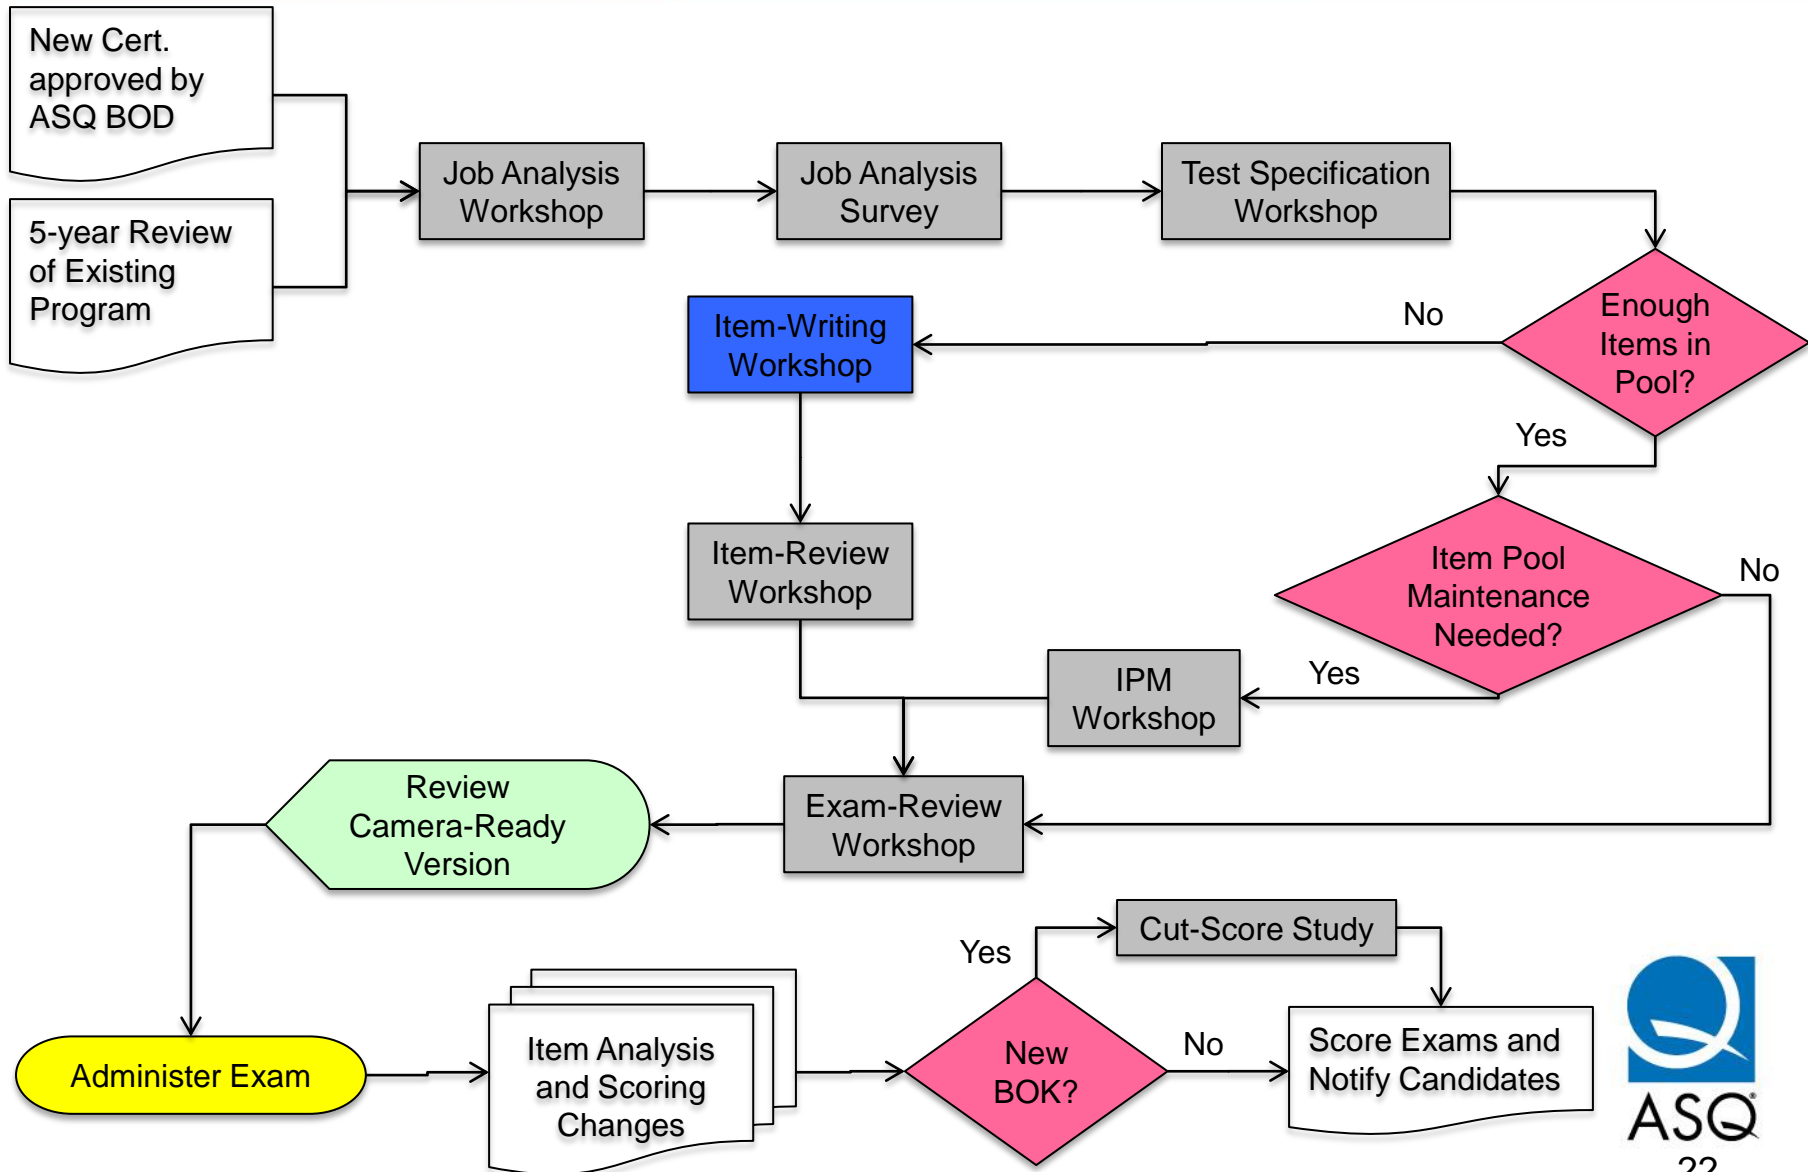 New Cert.
approved by
ASQ BOD
5-year Review
of Existing
Program
Job Analysis
Workshop
Job Analysis
Survey
Test Specification
Workshop
Enough
Items in
Pool?
No
Yes
Item-Writing
Workshop
Item-Review
Workshop
Item Pool
Maintenance
Needed?
No
Yes
IPM
Workshop
Exam-Review
Workshop
Review
Camera-Ready
Version
Administer Exam
Item Analysis
and Scoring
Changes
New
BOK?
Yes
No
Cut-Score Study
Score Exams and
Notify Candidates
ASQ
22